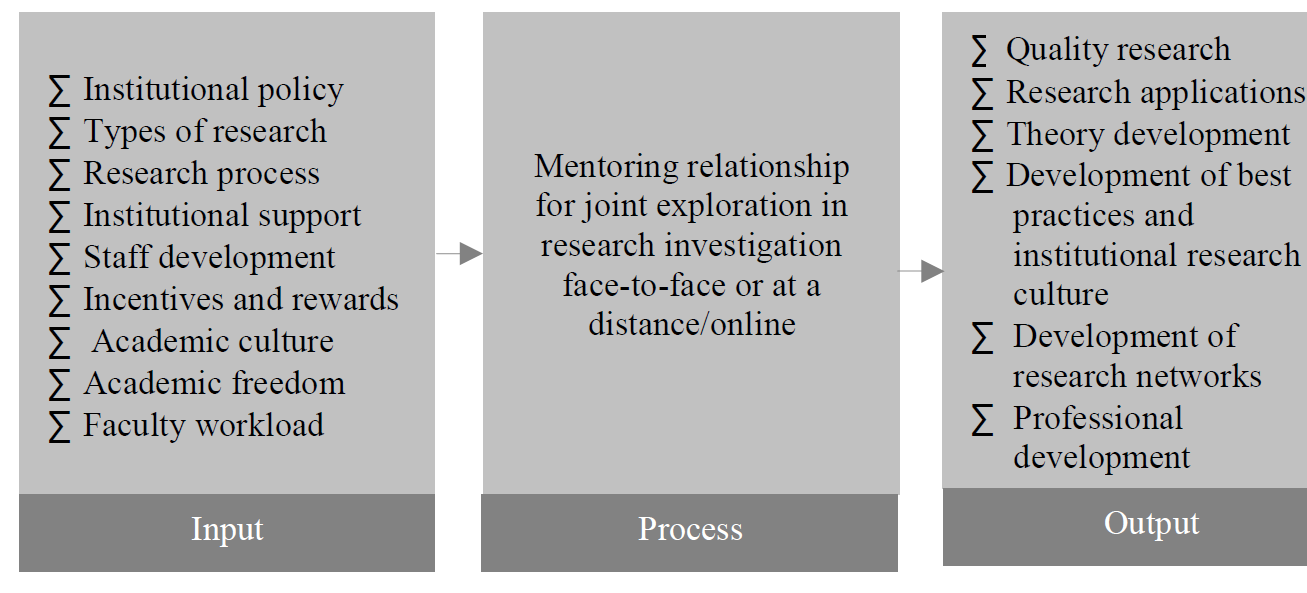 ∑ Institutional policy
∑ Types of research
∑ Research process
∑ Institutional support
∑ Staff development
∑ Incentives and rewards
∑ Academic culture
∑ Academic freedom
∑ Faculty workload
Input
Mentoring relationship
for joint exploration in
research investigation
face-to-face or at a
distance/online
Process
∑ Quality research
∑ Research applications
∑ Theory development
∑ Development of best
practices and
institutional research
culture
∑ Development of
research networks
∑ Professional
development
Output